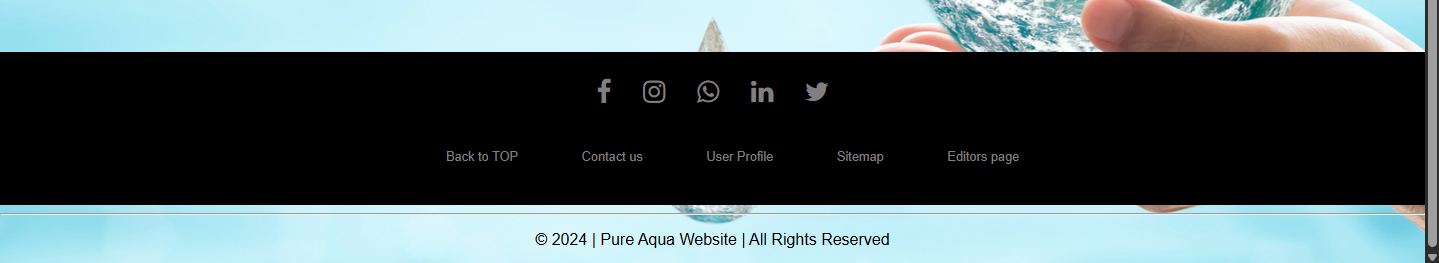 Back to TOP Contact us User Profile Sitemap Editors page
© 2024 | Pure Aqua Website | All Rights Reserved